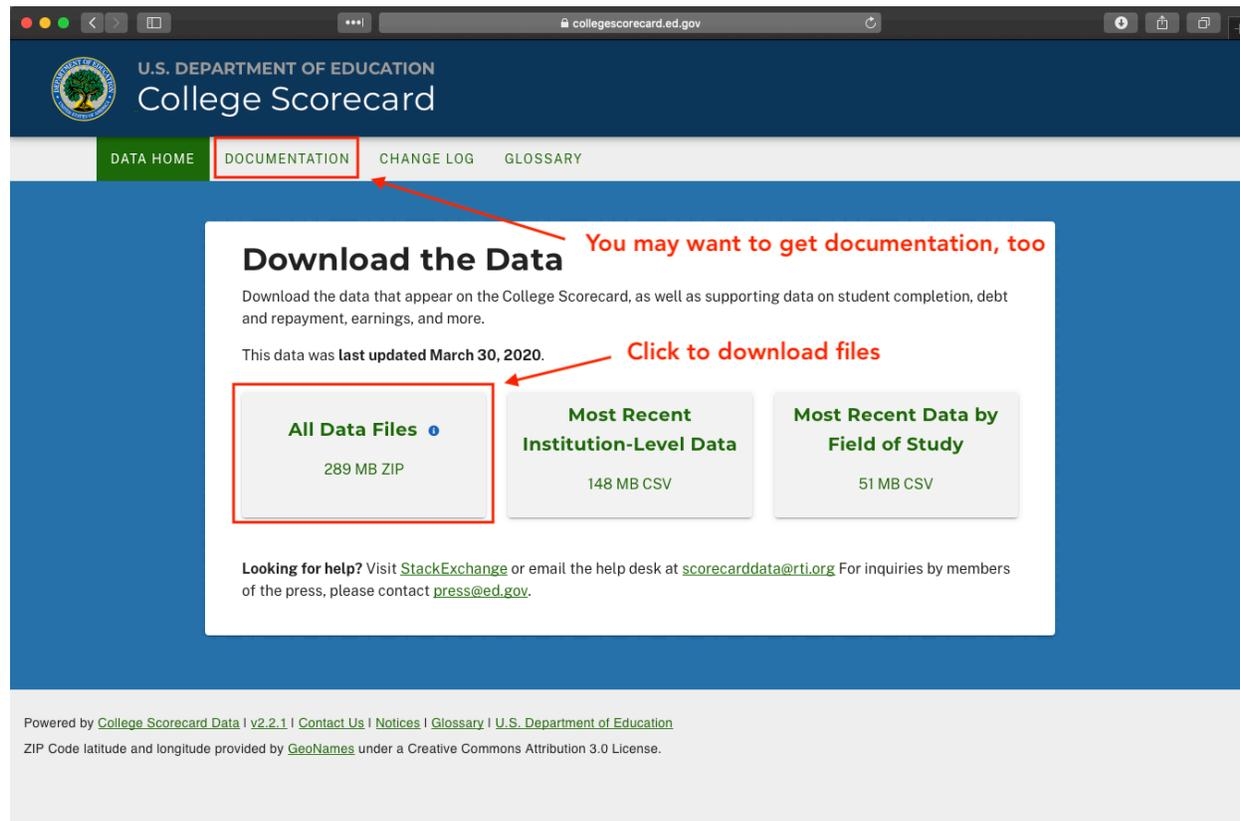 collegescorecard.ed.gov
U.S. DEPARTMENT OF EDUCATION
College Scorecard
DATA HOME
DOCUMENTATION
CHANGE LOG
GLOSSARY
You may want to get documentation, too
Download the Data
Download the data that appear on the College Scorecard, as well as supporting data on student completion, debt
and repayment, earnings, and more.
This data was last updated March 30, 2020.
Click to download files
All Data Files
289 MB ZIP
Most Recent
Institution-Level Data
148 MB CSV
Most Recent Data by
Field of Study
51 MB CSV
Looking for help? Visit StackExchange or email the help desk at scorecarddata@rti.org For inquiries by members
of the press, please contact press@ed.gov.
Powered by College Scorecard Data | v2.2.1 | Contact Us | Notices | Glossary | U.S. Department of Education
ZIP Code latitude and longitude provided by GeoNames under a Creative Commons Attribution 3.0 License.